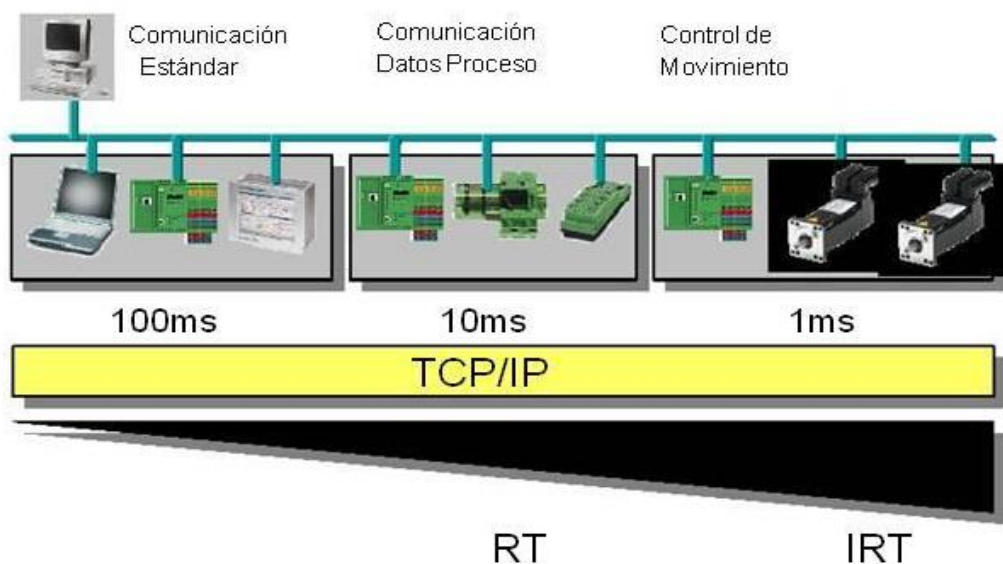 Comunicación
Estándar
Comunicación
Datos Proceso
Control de
Movimiento
100ms
10ms
1ms
TCP/IP
RT
IRT